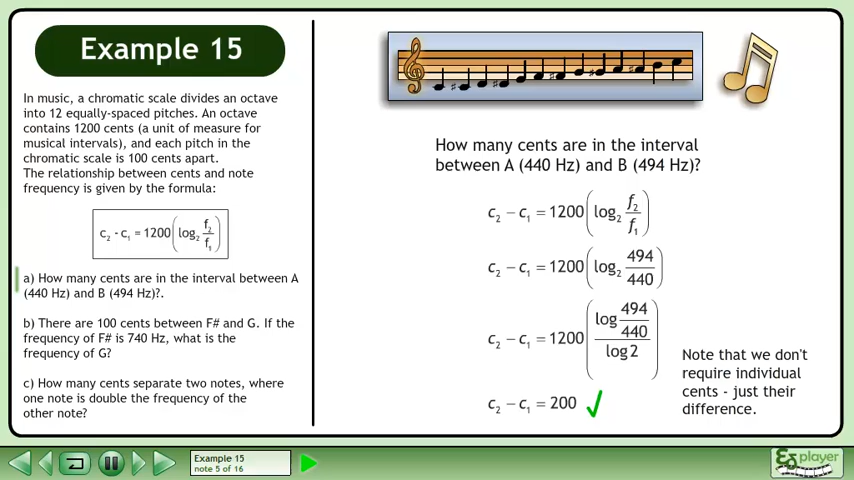 Example 15
In music, a chromatic scale divides an octave
into 12 equally-spaced pitches. An octave
contains 1200 cents (a unit of measure for
musical intervals), and each pitch in the
chromatic scale is 100 cents apart.
The relationship between cents and note
frequency is given by the formula:
c₂ - c₁ = 1200(log₂ f₂/f₁)
a) How many cents are in the interval between A
(440 Hz) and B (494 Hz)?.
b) There are 100 cents between F# and G. If the
frequency of F# is 740 Hz, what is the
frequency of G?
c) How many cents separate two notes, where
one note is double the frequency of the
other note?
How many cents are in the interval
between A (440 Hz) and B (494 Hz)?
c₂ − c₁ = 1200(log₂ f₂/f₁)
c₂ − c₁ = 1200(log₂ 494/440)
c₂ − c₁ = 1200(log 494/440 / log 2)
c₂ − c₁ = 200 ✓
Note that we don't
require individual
cents - just their
difference.
Example 15
note 5 of 16
player